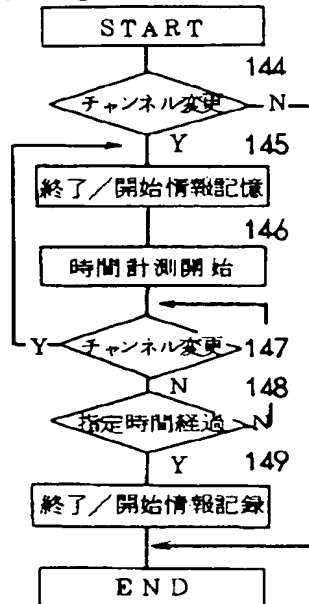 START
144
チャンネル変更 N
Y 145
終了/開始情報記憶
146
時間計測開始
Y チャンネル変更 147
N 148
指定時間経過 N
Y 149
終了/開始情報記録
END